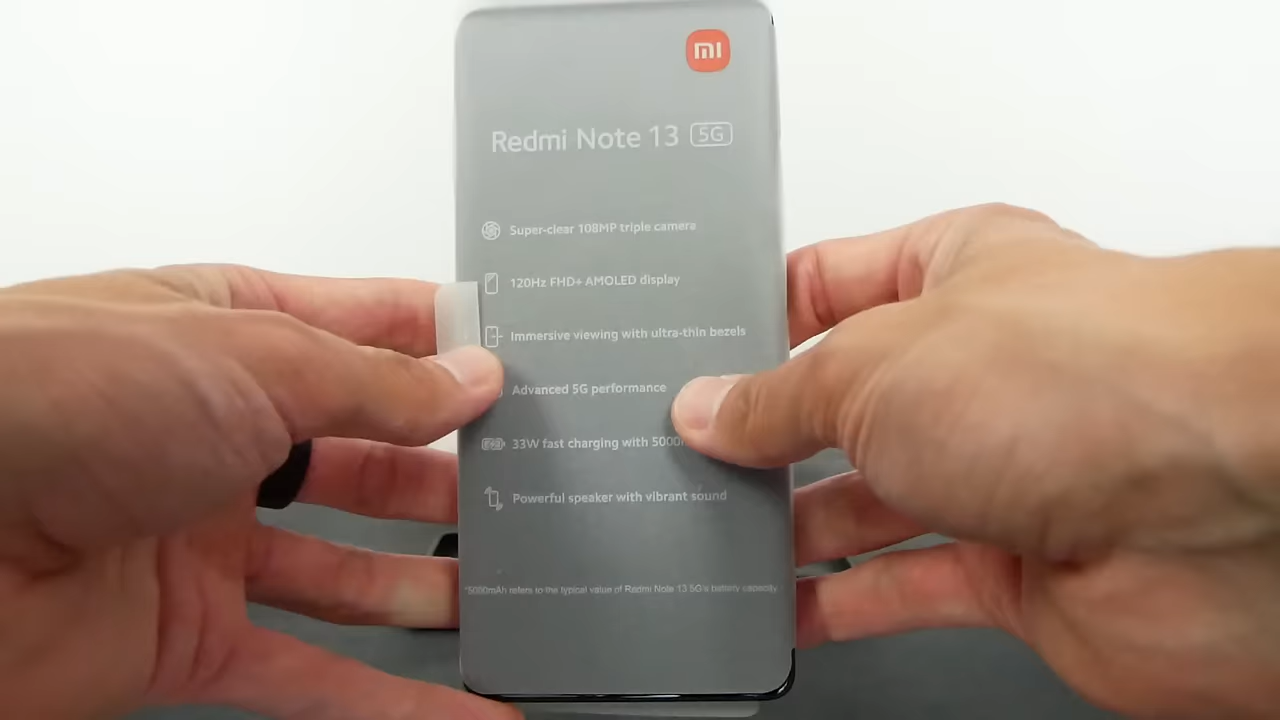 mi
Redmi Note 13 5G
Super-clear 108MP triple camera
120Hz FHD+ AMOLED display
Immersive viewing with ultra-thin bezels
Advanced 5G performance
33W fast charging with 5000
Powerful speaker with vibrant sound
*5000mAh refers to the typical value of Redmi Note 13 5G's battery capacity.